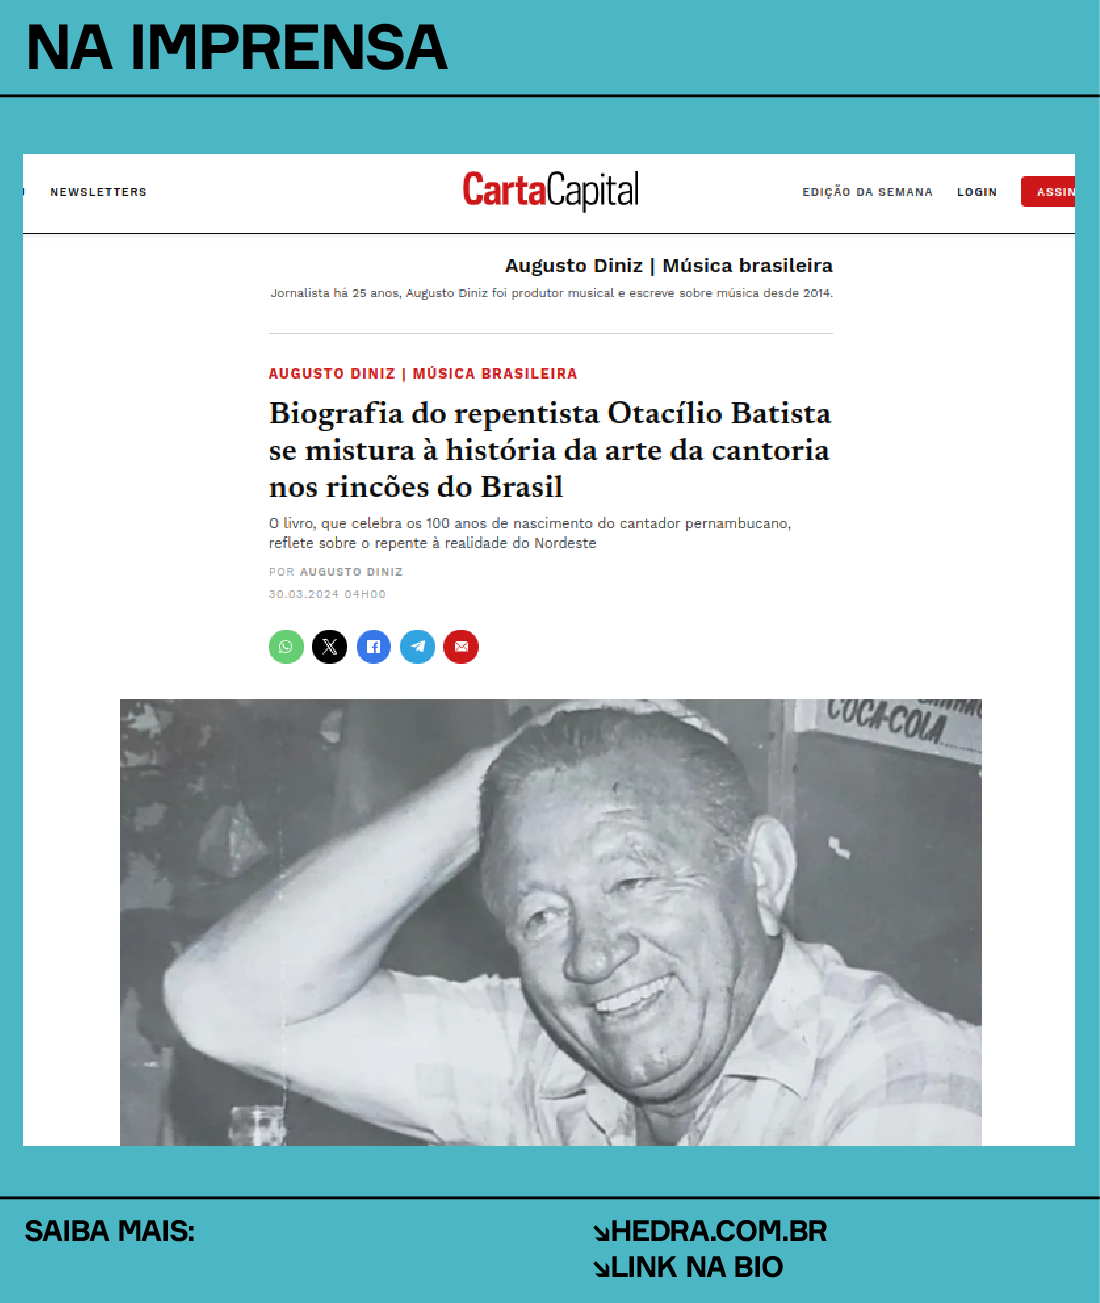 NA IMPRENSA
NEWSLETTERS
CartaCapital
EDIÇÃO DA SEMANA
LOGIN
Augusto Diniz | Música brasileira
Jornalista há 25 anos, Augusto Diniz foi produtor musical e escreve sobre música desde 2014.
AUGUSTO DINIZ | MÚSICA BRASILEIRA
Biografia do repentista Otacílio Batista
se mistura à história da arte da cantoria
nos rincões do Brasil
O livro, que celebra os 100 anos de nascimento do cantador pernambucano,
reflete sobre o repente à realidade do Nordeste
POR AUGUSTO DINIZ
30.03.2024 04H00
COCA-COLA
SAIBA MAIS:
↘HEDRA.COM.BR
↘LINK NA BIO